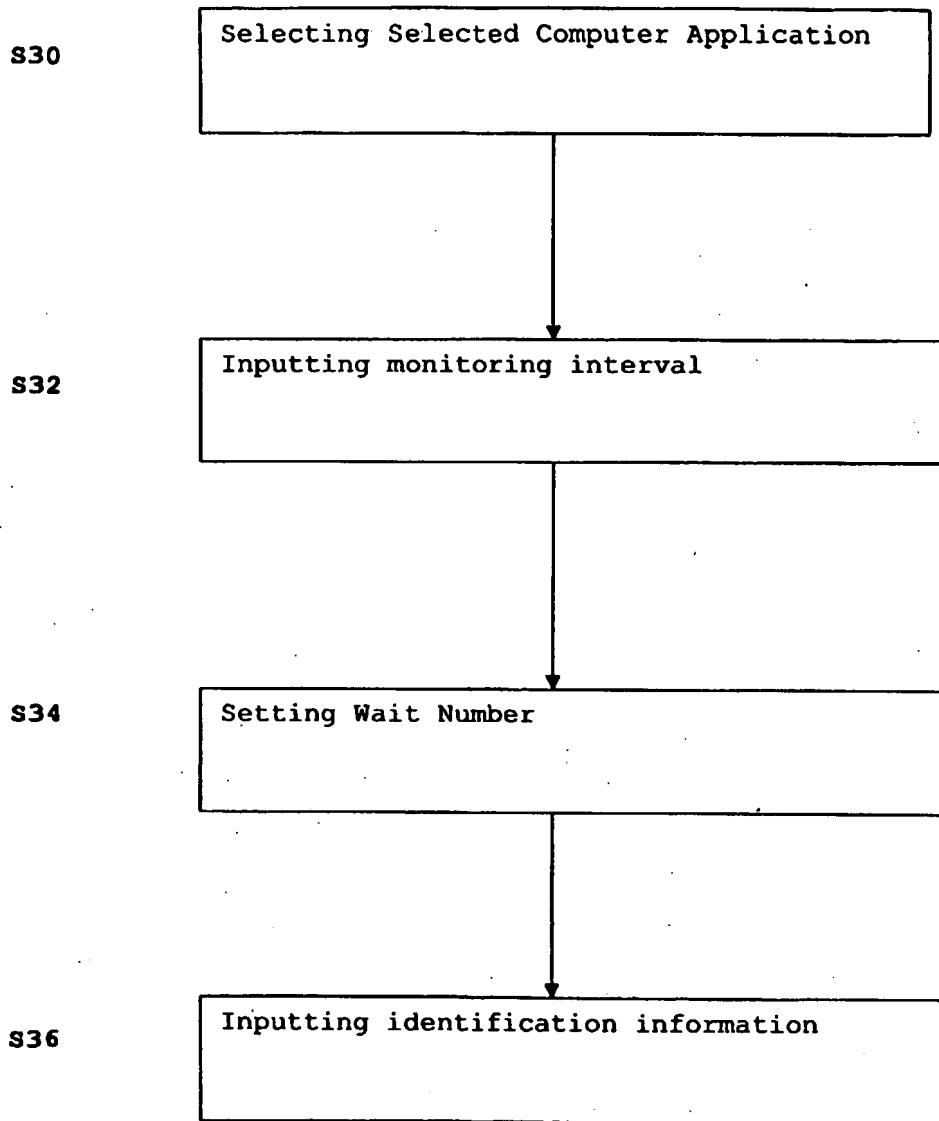 S30 Selecting Selected Computer Application
S32 Inputting monitoring interval
S34 Setting Wait Number
S36 Inputting identification information